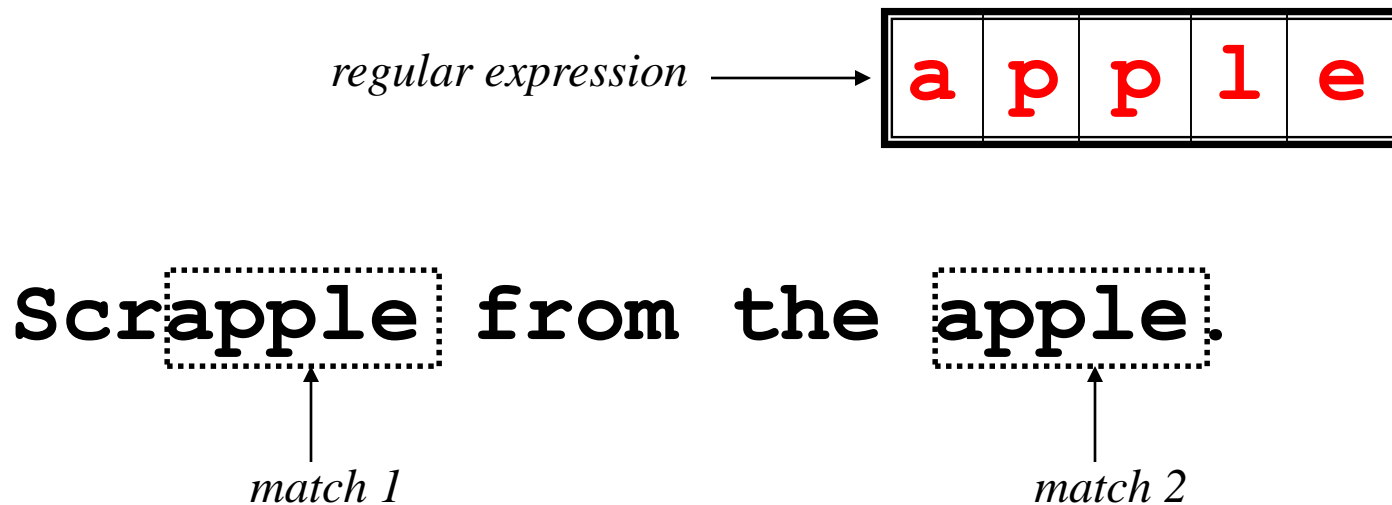 regular expression a p p l e
Scrapple from the apple.
match 1 match 2